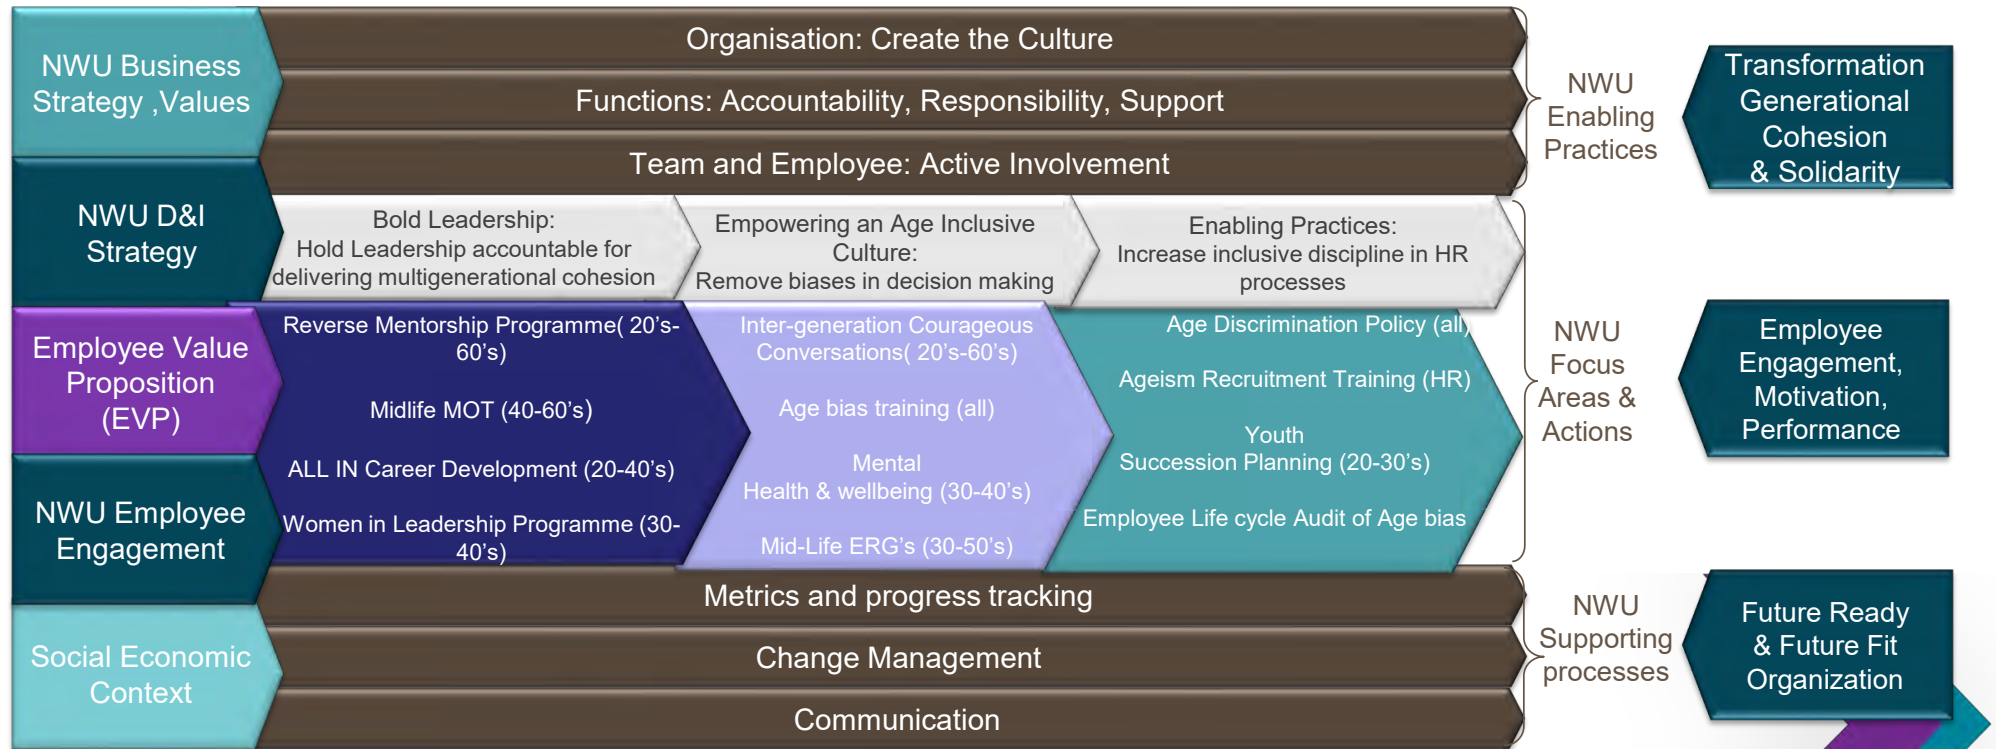 NWU Business
Strategy ,Values
NWU D&I
Strategy
Employee Value
Proposition
(EVP)
NWU Employee
Engagement
Social Economic
Context
Organisation: Create the Culture
Functions: Accountability, Responsibility, Support
Team and Employee: Active Involvement
Bold Leadership:
Hold Leadership accountable for
delivering multigenerational cohesion
Empowering an Age Inclusive
Culture:
Remove biases in decision making
Enabling Practices:
Increase inclusive discipline in HR
processes
Reverse Mentorship Programme( 20's-
60's)
Midlife MOT (40-60's)
ALL IN Career Development (20-40's)
Women in Leadership Programme (30-
40's)
Inter-generation Courageous
Conversations( 20's-60's)
Age bias training (all)
Mental
Health & wellbeing (30-40's)
Mid-Life ERG's (30-50's)
Age Discrimination Policy (all)
Ageism Recruitment Training (HR)
Youth
Succession Planning (20-30's)
Employee Life cycle Audit of Age bias
Metrics and progress tracking
Change Management
Communication
NWU
Enabling
Practices
NWU
Focus
Areas &
Actions
NWU
Supporting
processes
Transformation
Generational
Cohesion
& Solidarity
Employee
Engagement,
Motivation,
Performance
Future Ready
& Future Fit
Organization